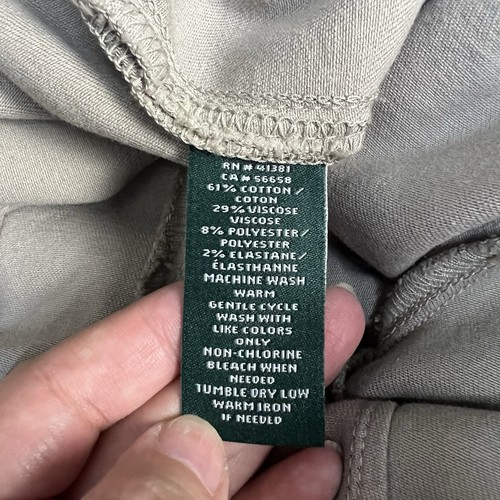 RN # 41381
CA# 56658
61% COTTON /
COTON
29% VISCOSE
VISCOSE
8% POLYESTER/
POLYESTER
2% ELASTANE/
ÉLASTHANNE
MACHINE WASH
WARM
GENTLE CYCLE
WASH WITH
LIKE COLORS
ONLY
NON-CHLORINE
BLEACH WHEN
NEEDED
TUMBLE DRY LOW
WARM IRON
IF NEEDED